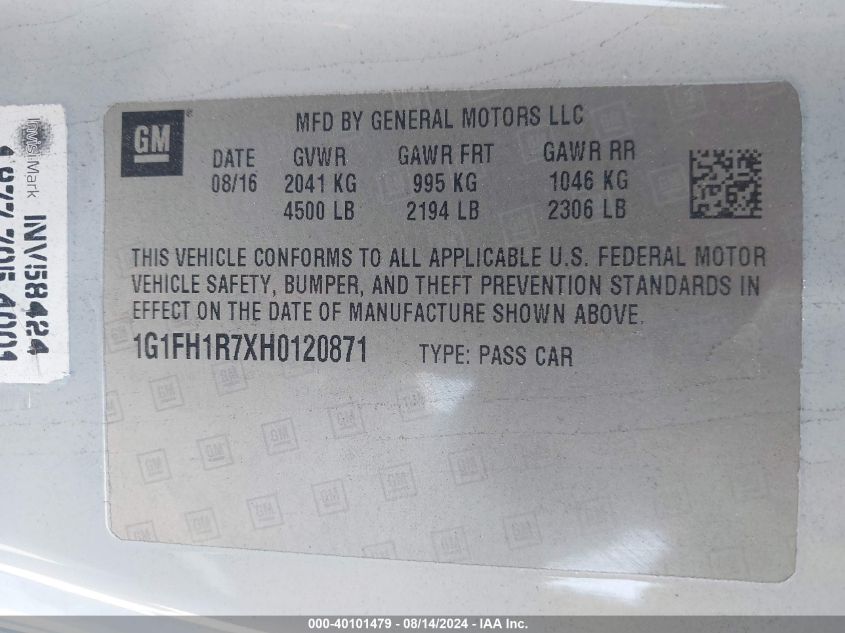 GM
MFD BY GENERAL MOTORS LLC
DATE GVWR GAWR FRT GAWR RR
08/16 2041 KG 995 KG 1046 KG
4500 LB 2194 LB 2306 LB
THIS VEHICLE CONFORMS TO ALL APPLICABLE U.S. FEDERAL MOTOR
VEHICLE SAFETY, BUMPER, AND THEFT PREVENTION STANDARDS IN
EFFECT ON THE DATE OF MANUFACTURE SHOWN ABOVE.
1G1FH1R7XH0120871 TYPE: PASS CAR
InvisiMark
INV58424
000-40101479 - 08/14/2024 - IAA Inc.